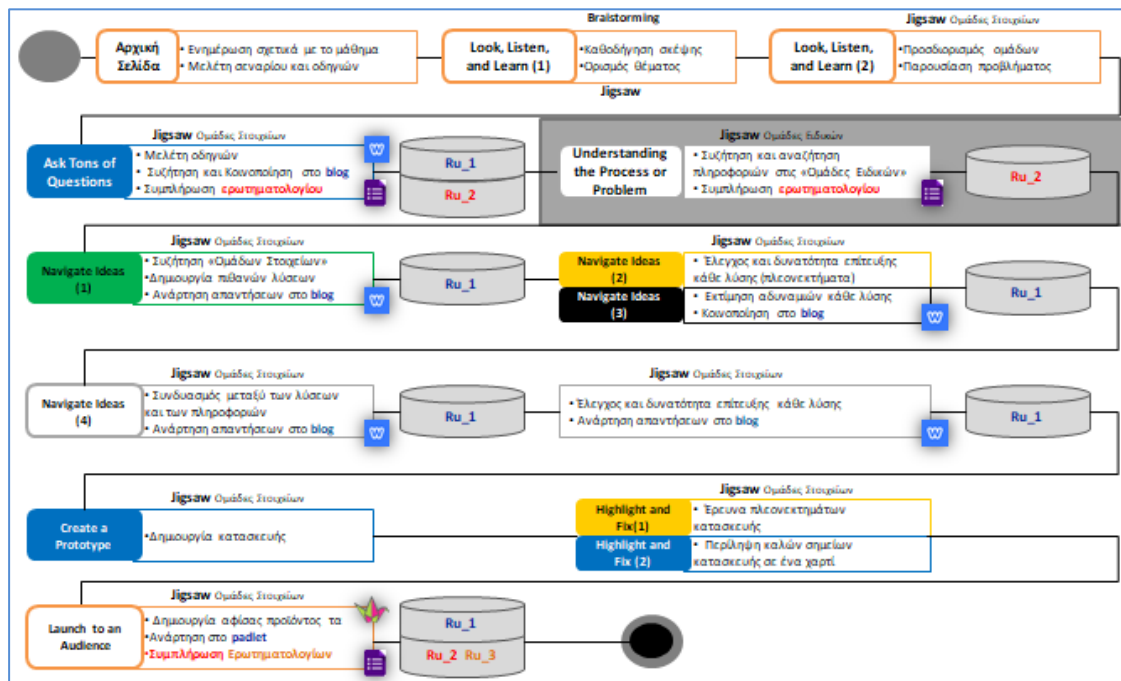 Braistorming
Jigsaw Ομάδες Στοιχείων
Αρχική
Σελίδα
• Ενημέρωση σχετικά με το μάθημα
• Μελέτη σεναρίου και οδηγιών
Look, Listen,
and Learn (1)
•Καθοδήγηση σκέψης
•Ορισμός θέματος
Look, Listen,
and Learn (2)
•Προσδιορισμός ομάδων
•Παρουσίαση προβλήματος
Jigsaw
Jigsaw Ομάδες Στοιχείων
Ask Tons of
Questions
• Μελέτη οδηγιών
• Συζήτηση και Κοινοποίηση στο blog
• Συμπλήρωση ερωτηματολογίου
Ru_1
Ru_2
Jigsaw Ομάδες Ειδικών
Understanding
the Process or
Problem
• Συζήτηση και αναζήτηση
πληροφοριών στις «Ομάδες Ειδικών»
• Συμπλήρωση ερωτηματολογίου
Ru_2
Jigsaw Ομάδες Στοιχείων
Navigate Ideas
(1)
• Συζήτηση «Ομάδων Στοιχείων»
•Δημιουργία πιθανών λύσεων
• Ανάρτηση απαντήσεων στο blog
Ru_1
Jigsaw Ομάδες Στοιχείων
Navigate Ideas
(2)
Navigate Ideas
(3)
• Έλεγχος και δυνατότητα επίτευξης
κάθε λύσης (πλεονεκτήματα)
• Εκτίμηση αδυναμιών κάθε λύσης
• Κοινοποίηση στο blog
Ru_1
Jigsaw Ομάδες Στοιχείων
Navigate Ideas
(4)
• Συνδυασμός μεταξύ των λύσεων
και των πληροφοριών
• Ανάρτηση απαντήσεων στο blog
Ru_1
Jigsaw Ομάδες Στοιχείων
•Έλεγχος και δυνατότητα επίτευξης κάθε λύσης
• Ανάρτηση απαντήσεων στο blog
Ru_1
Jigsaw Ομάδες Στοιχείων
Create a
Prototype
•Δημιουργία κατασκευής
Jigsaw Ομάδες Στοιχείων
Highlight and
Fix(1)
Highlight and
Fix (2)
• Έρευνα πλεονεκτημάτων
κατασκευής
• Περίληψη καλών σημείων
κατασκευής σε ένα χαρτί
Jigsaw Ομάδες Στοιχείων
Launch to an
Audience
• Δημιουργία αφίσας προϊόντος τα
•Ανάρτηση στο padlet
•Συμπλήρωση Ερωτηματολογίων
Ru_1
Ru_2 Ru_3